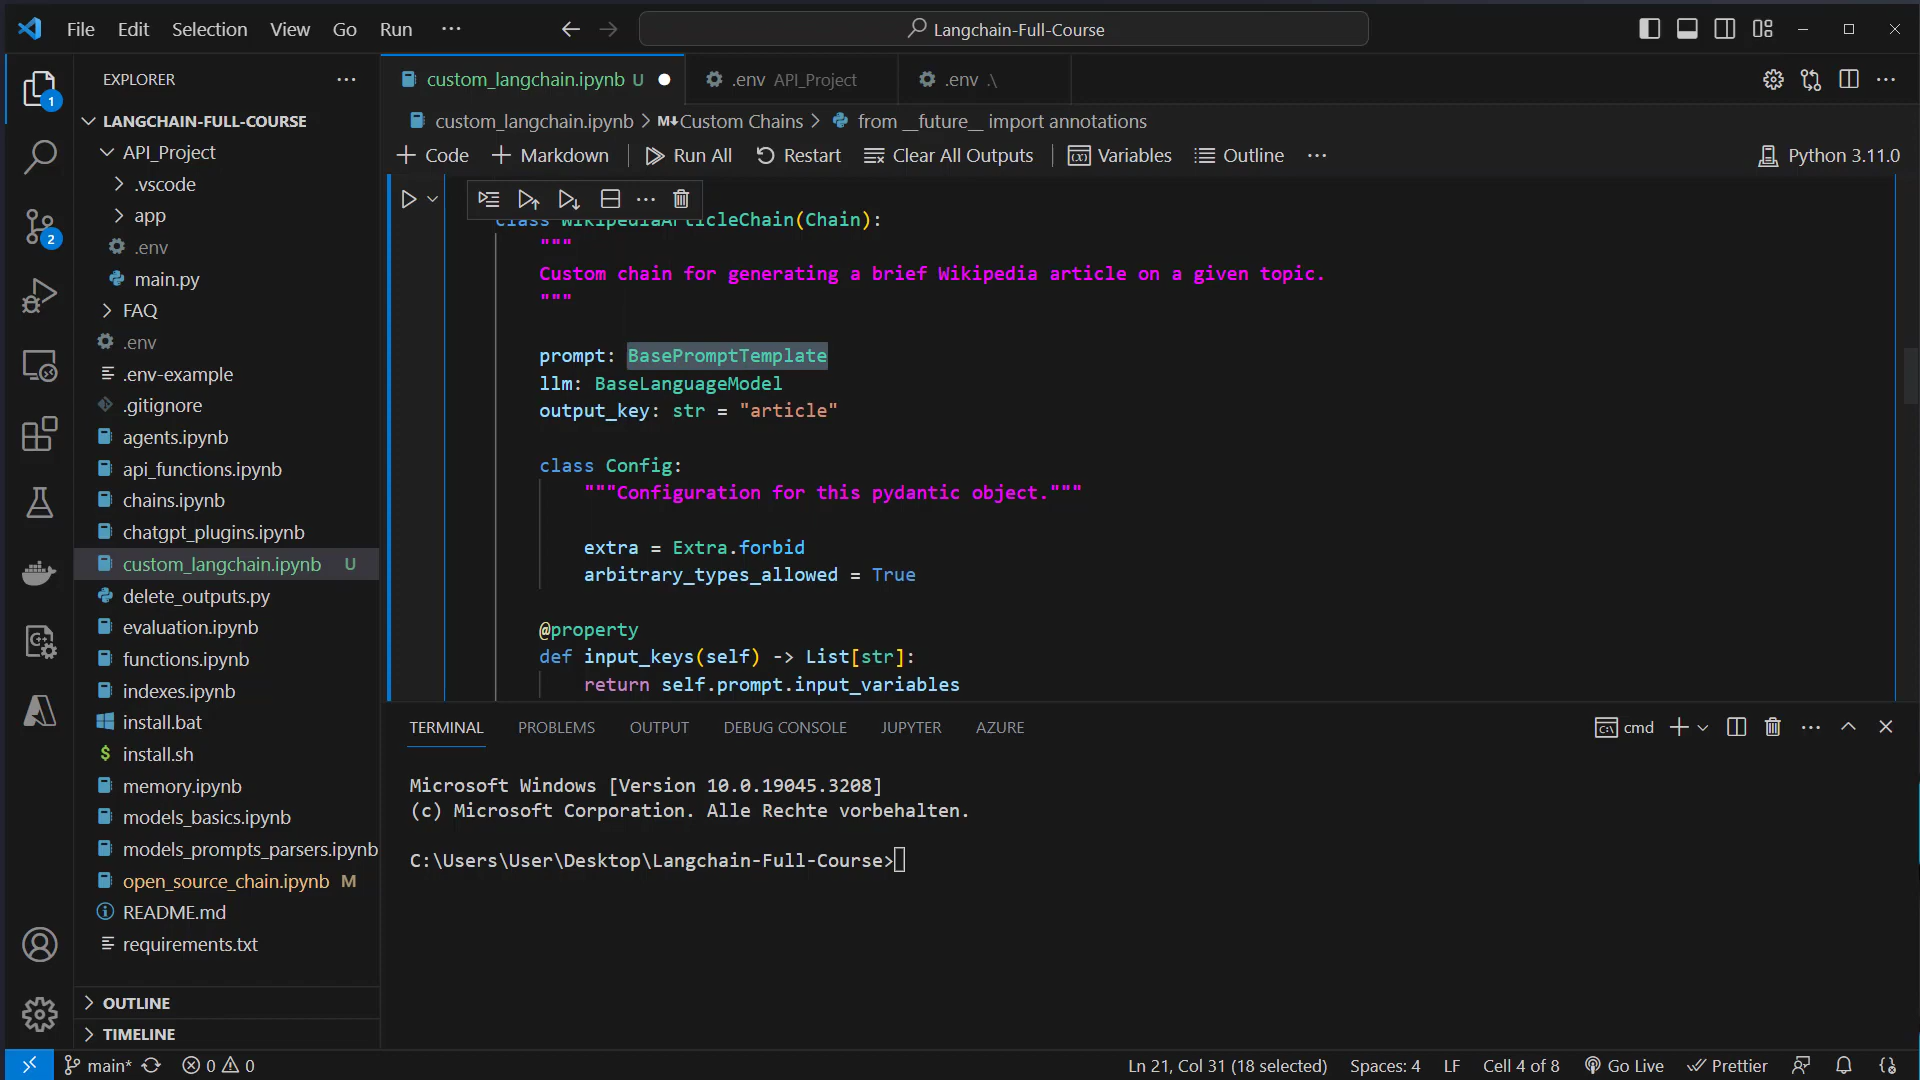 File Edit Selection View Go Run ···
Langchain-Full-Course
EXPLORER
LANGCHAIN-FULL-COURSE
API_Project
.vscode
app
.env
main.py
FAQ
.env
.env-example
.gitignore
agents.ipynb
api_functions.ipynb
chains.ipynb
chatgpt_plugins.ipynb
custom_langchain.ipynb U
delete_outputs.py
evaluation.ipynb
functions.ipynb
indexes.ipynb
install.bat
install.sh
memory.ipynb
models_basics.ipynb
models_prompts_parsers.ipynb
open_source_chain.ipynb M
README.md
requirements.txt
OUTLINE
TIMELINE
1
2
custom_langchain.ipynb U
.env API_Project
.env .\
custom_langchain.ipynb > M↓Custom Chains > from __future__ import annotations
+ Code + Markdown Run All Restart Clear All Outputs Variables Outline ··· Python 3.11.0
class WikipediaArticleChain(Chain):
"""
Custom chain for generating a brief Wikipedia article on a given topic.
"""
prompt: BasePromptTemplate
llm: BaseLanguageModel
output_key: str = "article"
class Config:
"""Configuration for this pydantic object."""
extra = Extra.forbid
arbitrary_types_allowed = True
@property
def input_keys(self) -> List[str]:
return self.prompt.input_variables
TERMINAL PROBLEMS OUTPUT DEBUG CONSOLE JUPYTER AZURE
cmd
Microsoft Windows [Version 10.0.19045.3208]
(c) Microsoft Corporation. Alle Rechte vorbehalten.
C:\Users\User\Desktop\Langchain-Full-Course>
main* 0 0
Ln 21, Col 31 (18 selected) Spaces: 4 LF Cell 4 of 8 Go Live Prettier